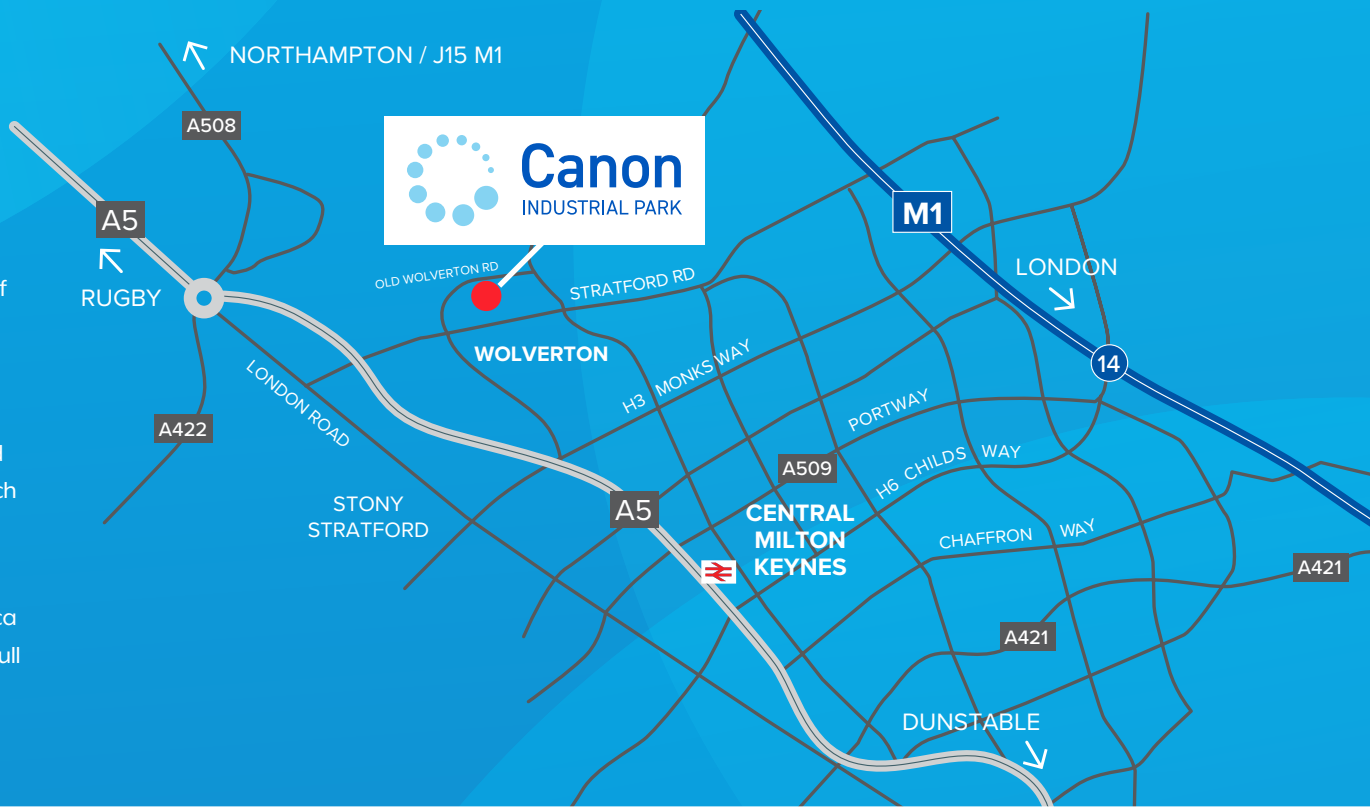 NORTHAMPTON / J15 M1
A508
Canon
INDUSTRIAL PARK
A5
M1
RUGBY
OLD WOLVERTON RD
STRATFORD RD
LONDON
WOLVERTON
14
LONDON ROAD
H3 MONKS WAY
PORTWAY
A422
A509
H6 CHILDS WAY
STONY
STRATFORD
A5
CENTRAL
MILTON
KEYNES
CHAFFRON WAY
A421
A421
DUNSTABLE